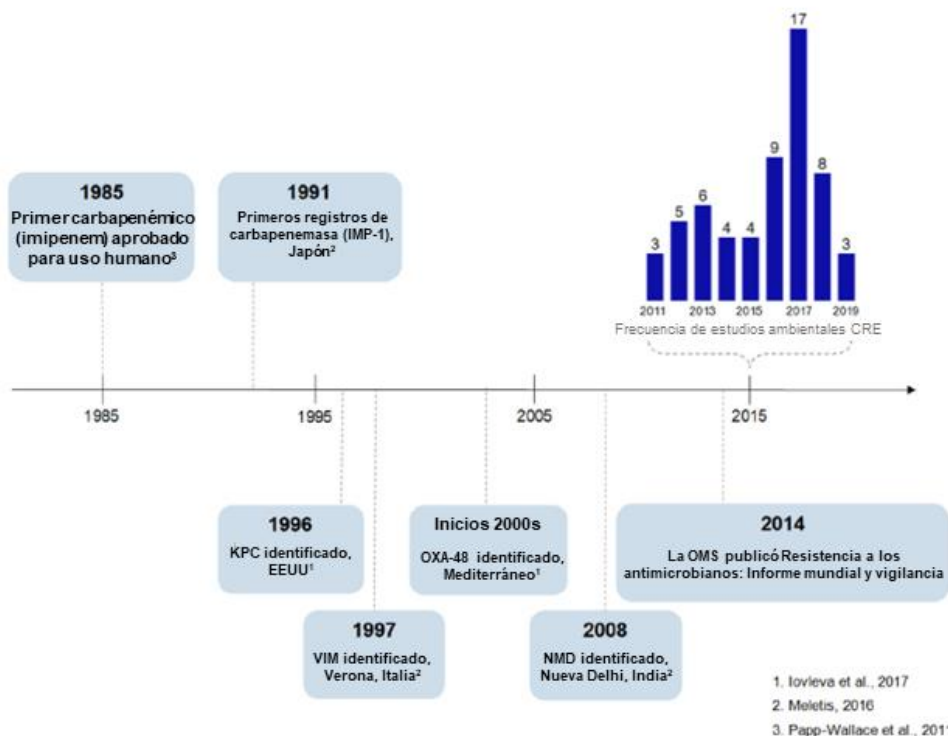 17
9
8
6
5
4
4
3
3
2011
2013
2015
2017
2019
Frecuencia de estudios ambientales CRE
1985
Primer carbapenémico
(imipenem) aprobado
para uso humano³
1991
Primeros registros de
carbapenemasa (IMP-1),
Japón²
1985
1995
2005
2015
1996
KPC identificado,
EEUU¹
Inicios 2000s
OXA-48 identificado,
Mediterráneo¹
2014
La OMS publicó Resistencia a los
antimicrobianos: Informe mundial y vigilancia
1997
VIM identificado,
Verona, Italia²
2008
NMD identificado,
Nueva Delhi, India²
1. Iovleva et al., 2017
2. Meletis, 2016
3. Papp-Wallace et al., 2011